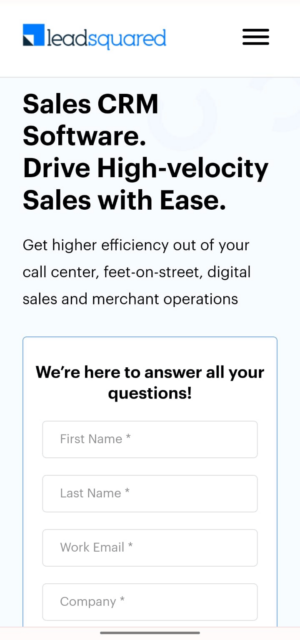 leadsquared
Sales CRM
Software.
Drive High-velocity
Sales with Ease.
Get higher efficiency out of your
call center, feet-on-street, digital
sales and merchant operations
We're here to answer all your
questions!
First Name *
Last Name *
Work Email *
Company *